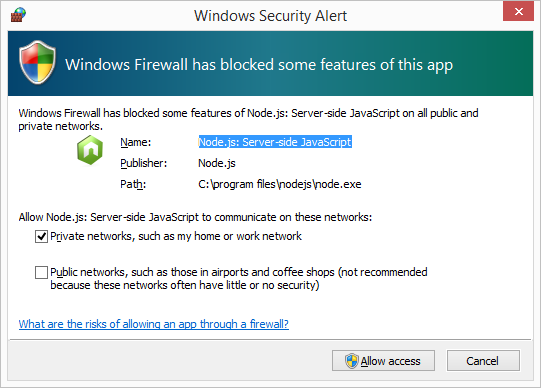 Windows Security Alert
Windows Firewall has blocked some features of this app
Windows Firewall has blocked some features of Node.js: Server-side JavaScript on all public and
private networks.
Name: Node.js: Server-side JavaScript
Publisher: Node.js
Path: C:\program files\nodejs\node.exe
Allow Node.js: Server-side JavaScript to communicate on these networks:
Private networks, such as my home or work network
Public networks, such as those in airports and coffee shops (not recommended
because these networks often have little or no security)
What are the risks of allowing an app through a firewall?
Allow access Cancel